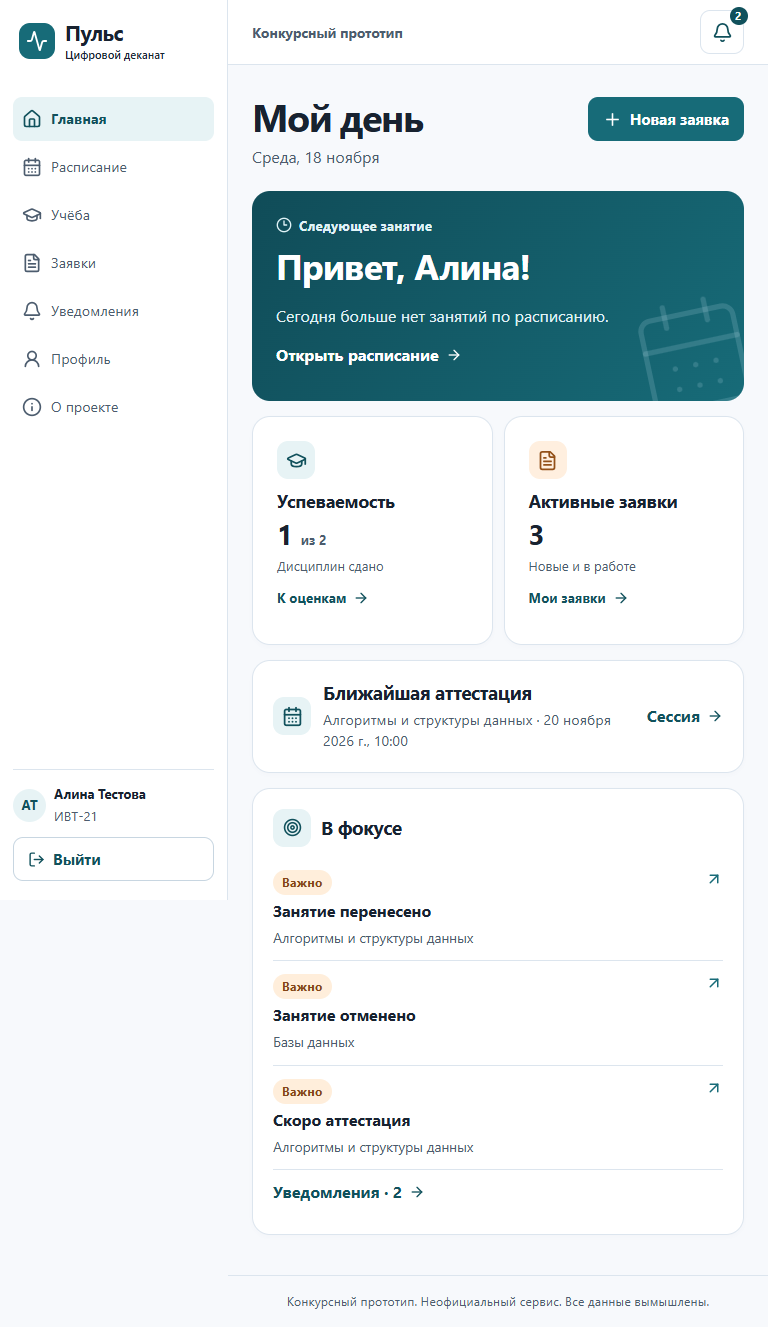 Пульс
Цифровой деканат
Главная
Расписание
Учёба
Заявки
Уведомления
Профиль
О проекте
АТ
Алина Тестова
ИВТ-21
Выйти
Конкурсный прототип
2
Мой день
Среда, 18 ноября
Новая заявка
Следующее занятие
Привет, Алина!
Сегодня больше нет занятий по расписанию.
Открыть расписание
Успеваемость
1 из 2
Дисциплин сдано
К оценкам
Активные заявки
3
Новые и в работе
Мои заявки
Ближайшая аттестация
Алгоритмы и структуры данных · 20 ноября
2026 г., 10:00
Сессия
В фокусе
Важно
Занятие перенесено
Алгоритмы и структуры данных
Важно
Занятие отменено
Базы данных
Важно
Скоро аттестация
Алгоритмы и структуры данных
Уведомления · 2
Конкурсный прототип. Неофициальный сервис. Все данные вымышлены.